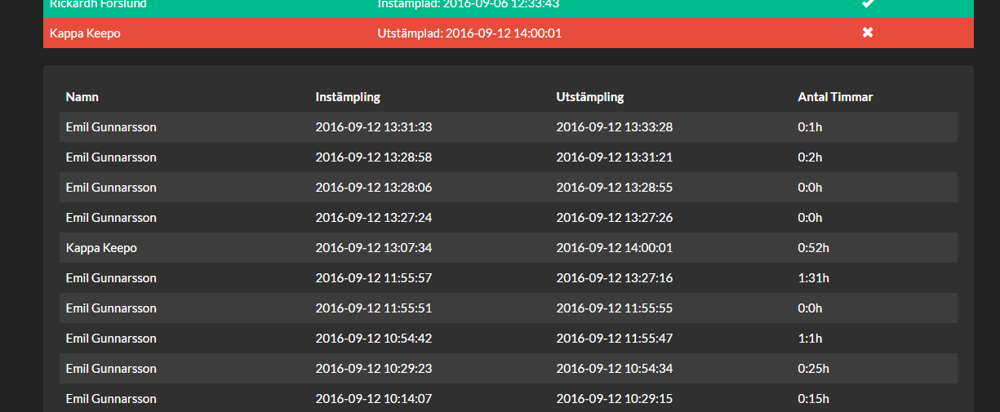 Rickardh Forslund Instämplad: 2016-09-06 12:33:43
Kappa Keepo Utstämplad: 2016-09-12 14:00:01
Namn Instämpling Utstämpling Antal Timmar
Emil Gunnarsson 2016-09-12 13:31:33 2016-09-12 13:33:28 0:1h
Emil Gunnarsson 2016-09-12 13:28:58 2016-09-12 13:31:21 0:2h
Emil Gunnarsson 2016-09-12 13:28:06 2016-09-12 13:28:55 0:0h
Emil Gunnarsson 2016-09-12 13:27:24 2016-09-12 13:27:26 0:0h
Kappa Keepo 2016-09-12 13:07:34 2016-09-12 14:00:01 0:52h
Emil Gunnarsson 2016-09-12 11:55:57 2016-09-12 13:27:16 1:31h
Emil Gunnarsson 2016-09-12 11:55:51 2016-09-12 11:55:55 0:0h
Emil Gunnarsson 2016-09-12 10:54:42 2016-09-12 11:55:47 1:1h
Emil Gunnarsson 2016-09-12 10:29:23 2016-09-12 10:54:34 0:25h
Emil Gunnarsson 2016-09-12 10:14:07 2016-09-12 10:29:15 0:15h